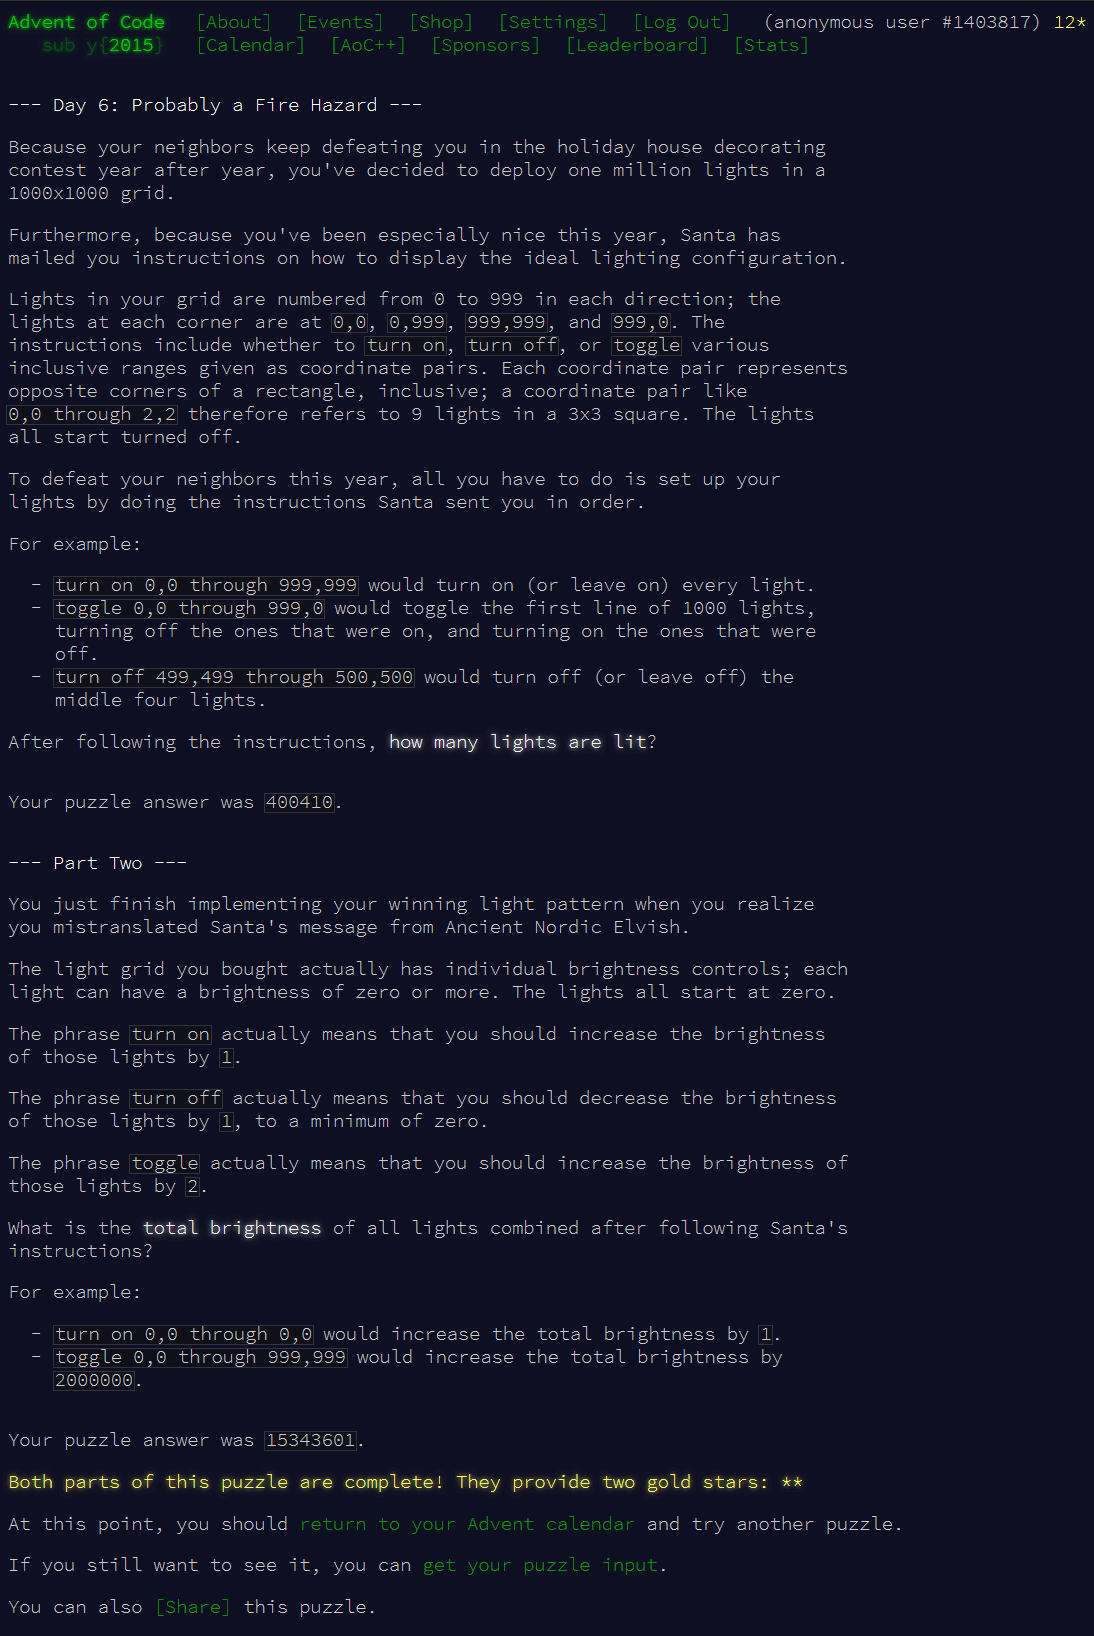 Advent of Code [About] [Events] [Shop] [Settings] [Log Out] (anonymous user #1403817) 12*
sub y{2015} [Calendar] [AoC++] [Sponsors] [Leaderboard] [Stats]
--- Day 6: Probably a Fire Hazard ---
Because your neighbors keep defeating you in the holiday house decorating
contest year after year, you've decided to deploy one million lights in a
1000x1000 grid.
Furthermore, because you've been especially nice this year, Santa has
mailed you instructions on how to display the ideal lighting configuration.
Lights in your grid are numbered from 0 to 999 in each direction; the
lights at each corner are at 0,0, 0,999, 999,999, and 999,0. The
instructions include whether to turn on, turn off, or toggle various
inclusive ranges given as coordinate pairs. Each coordinate pair represents
opposite corners of a rectangle, inclusive; a coordinate pair like
0,0 through 2,2 therefore refers to 9 lights in a 3x3 square. The lights
all start turned off.
To defeat your neighbors this year, all you have to do is set up your
lights by doing the instructions Santa sent you in order.
For example:
- turn on 0,0 through 999,999 would turn on (or leave on) every light.
- toggle 0,0 through 999,0 would toggle the first line of 1000 lights,
turning off the ones that were on, and turning on the ones that were
off.
- turn off 499,499 through 500,500 would turn off (or leave off) the
middle four lights.
After following the instructions, how many lights are lit?
Your puzzle answer was 400410.
--- Part Two ---
You just finish implementing your winning light pattern when you realize
you mistranslated Santa's message from Ancient Nordic Elvish.
The light grid you bought actually has individual brightness controls; each
light can have a brightness of zero or more. The lights all start at zero.
The phrase turn on actually means that you should increase the brightness
of those lights by 1.
The phrase turn off actually means that you should decrease the brightness
of those lights by 1, to a minimum of zero.
The phrase toggle actually means that you should increase the brightness of
those lights by 2.
What is the total brightness of all lights combined after following Santa's
instructions?
For example:
- turn on 0,0 through 0,0 would increase the total brightness by 1.
- toggle 0,0 through 999,999 would increase the total brightness by
2000000.
Your puzzle answer was 15343601.
Both parts of this puzzle are complete! They provide two gold stars: **
At this point, you should return to your Advent calendar and try another puzzle.
If you still want to see it, you can get your puzzle input.
You can also [Share] this puzzle.